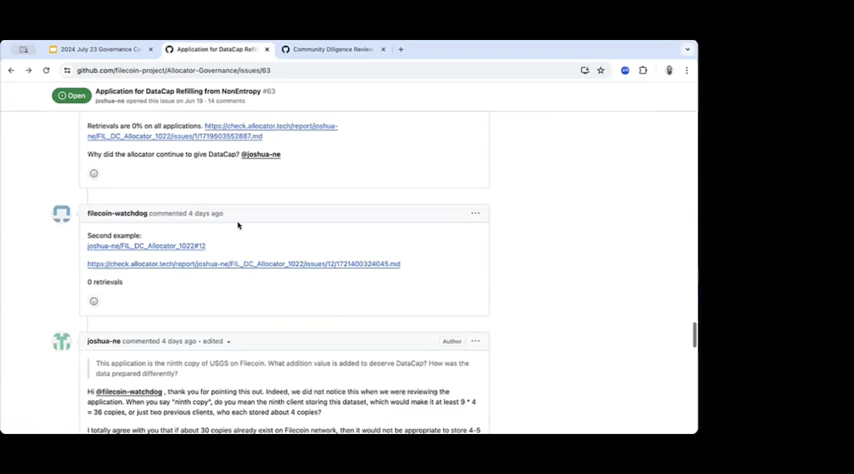 2024 July 23 Governance Ca
Application for DataCap Refil
Community Diligence Review
github.com/filecoin-project/Allocator-Governance/issues/63
Open
Application for DataCap Refilling from NonEntropy #63
joshua-ne opened this issue on Jun 19 · 14 comments
Retrievals are 0% on all applications. https://check.allocator.tech/report/joshua-
ne/FIL_DC_Allocator_1022/issues/1/1719503552887.md
Why did the allocator continue to give DataCap? @joshua-ne
filecoin-watchdog commented 4 days ago
Second example:
joshua-ne/FIL_DC_Allocator_1022#12
https://check.allocator.tech/report/joshua-ne/FIL_DC_Allocator_1022/issues/12/1721400324045.md
0 retrievals
joshua-ne commented 4 days ago · edited
Author
This application is the ninth copy of USGS on Filecoin. What addition value is added to deserve DataCap? How was the
data prepared differently?
Hi @filecoin-watchdog , thank you for pointing this out. Indeed, we did not notice this when we were reviewing the
application. When you say "ninth copy", do you mean the ninth client storing this dataset, which would make it at least 9 * 4
= 36 copies, or just two previous clients, who each stored about 4 copies?
I totally agree with you that if about 30 copies already exist on Filecoin network, then it would not be appropriate to store 4-5